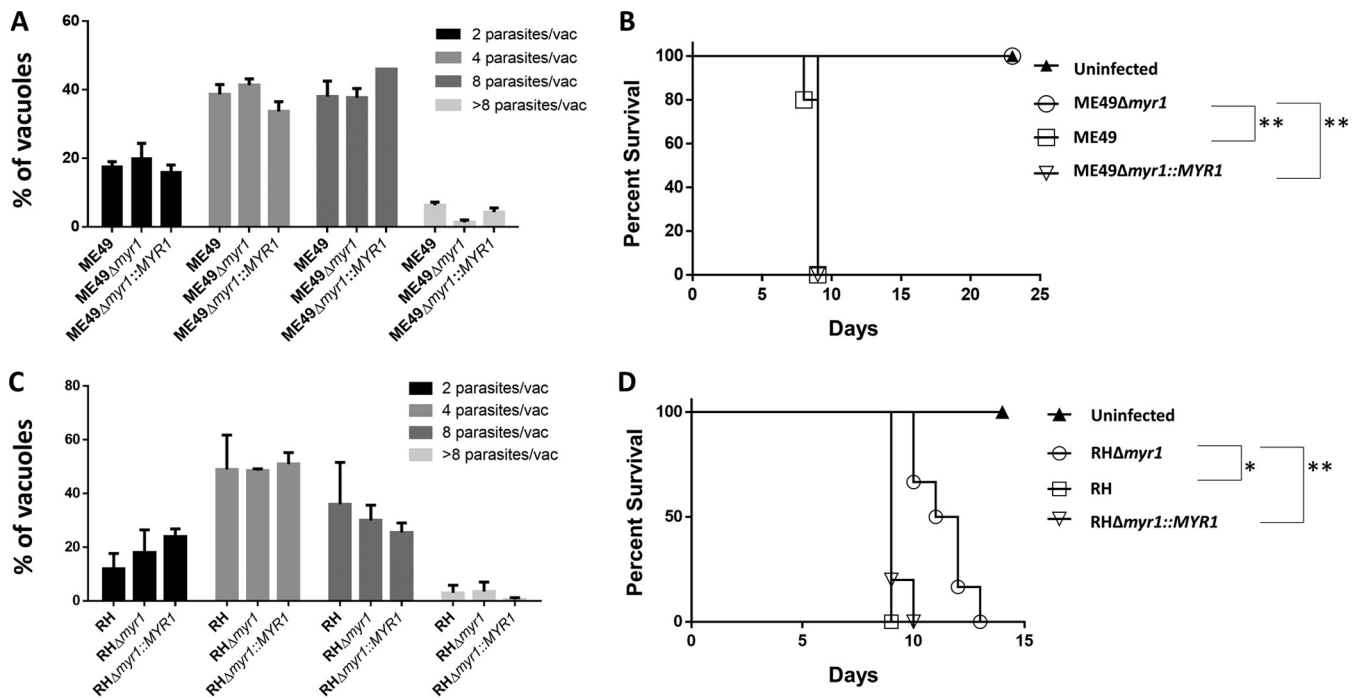 A
% of vacuoles
60
40
20
0
2 parasites/vac
4 parasites/vac
8 parasites/vac
>8 parasites/vac
ME49
ME49Δmyr1
ME49Δmyr1::MYR1
ME49
ME49Δmyr1
ME49Δmyr1::MYR1
ME49
ME49Δmyr1
ME49Δmyr1::MYR1
ME49
ME49Δmyr1
ME49Δmyr1::MYR1
B
Percent Survival
100
80
60
40
20
0
0 5 10 15 20 25
Days
Uninfected
ME49Δmyr1
ME49
ME49Δmyr1::MYR1
** **
C
% of vacuoles
80
60
40
20
0
2 parasites/vac
4 parasites/vac
8 parasites/vac
>8 parasites/vac
RH
RHΔmyr1
RHΔmyr1::MYR1
RH
RHΔmyr1
RHΔmyr1::MYR1
RH
RHΔmyr1
RHΔmyr1::MYR1
RH
RHΔmyr1
RHΔmyr1::MYR1
D
Percent Survival
100
50
0
0 5 10 15
Days
Uninfected
RHΔmyr1
RH
RHΔmyr1::MYR1
* **